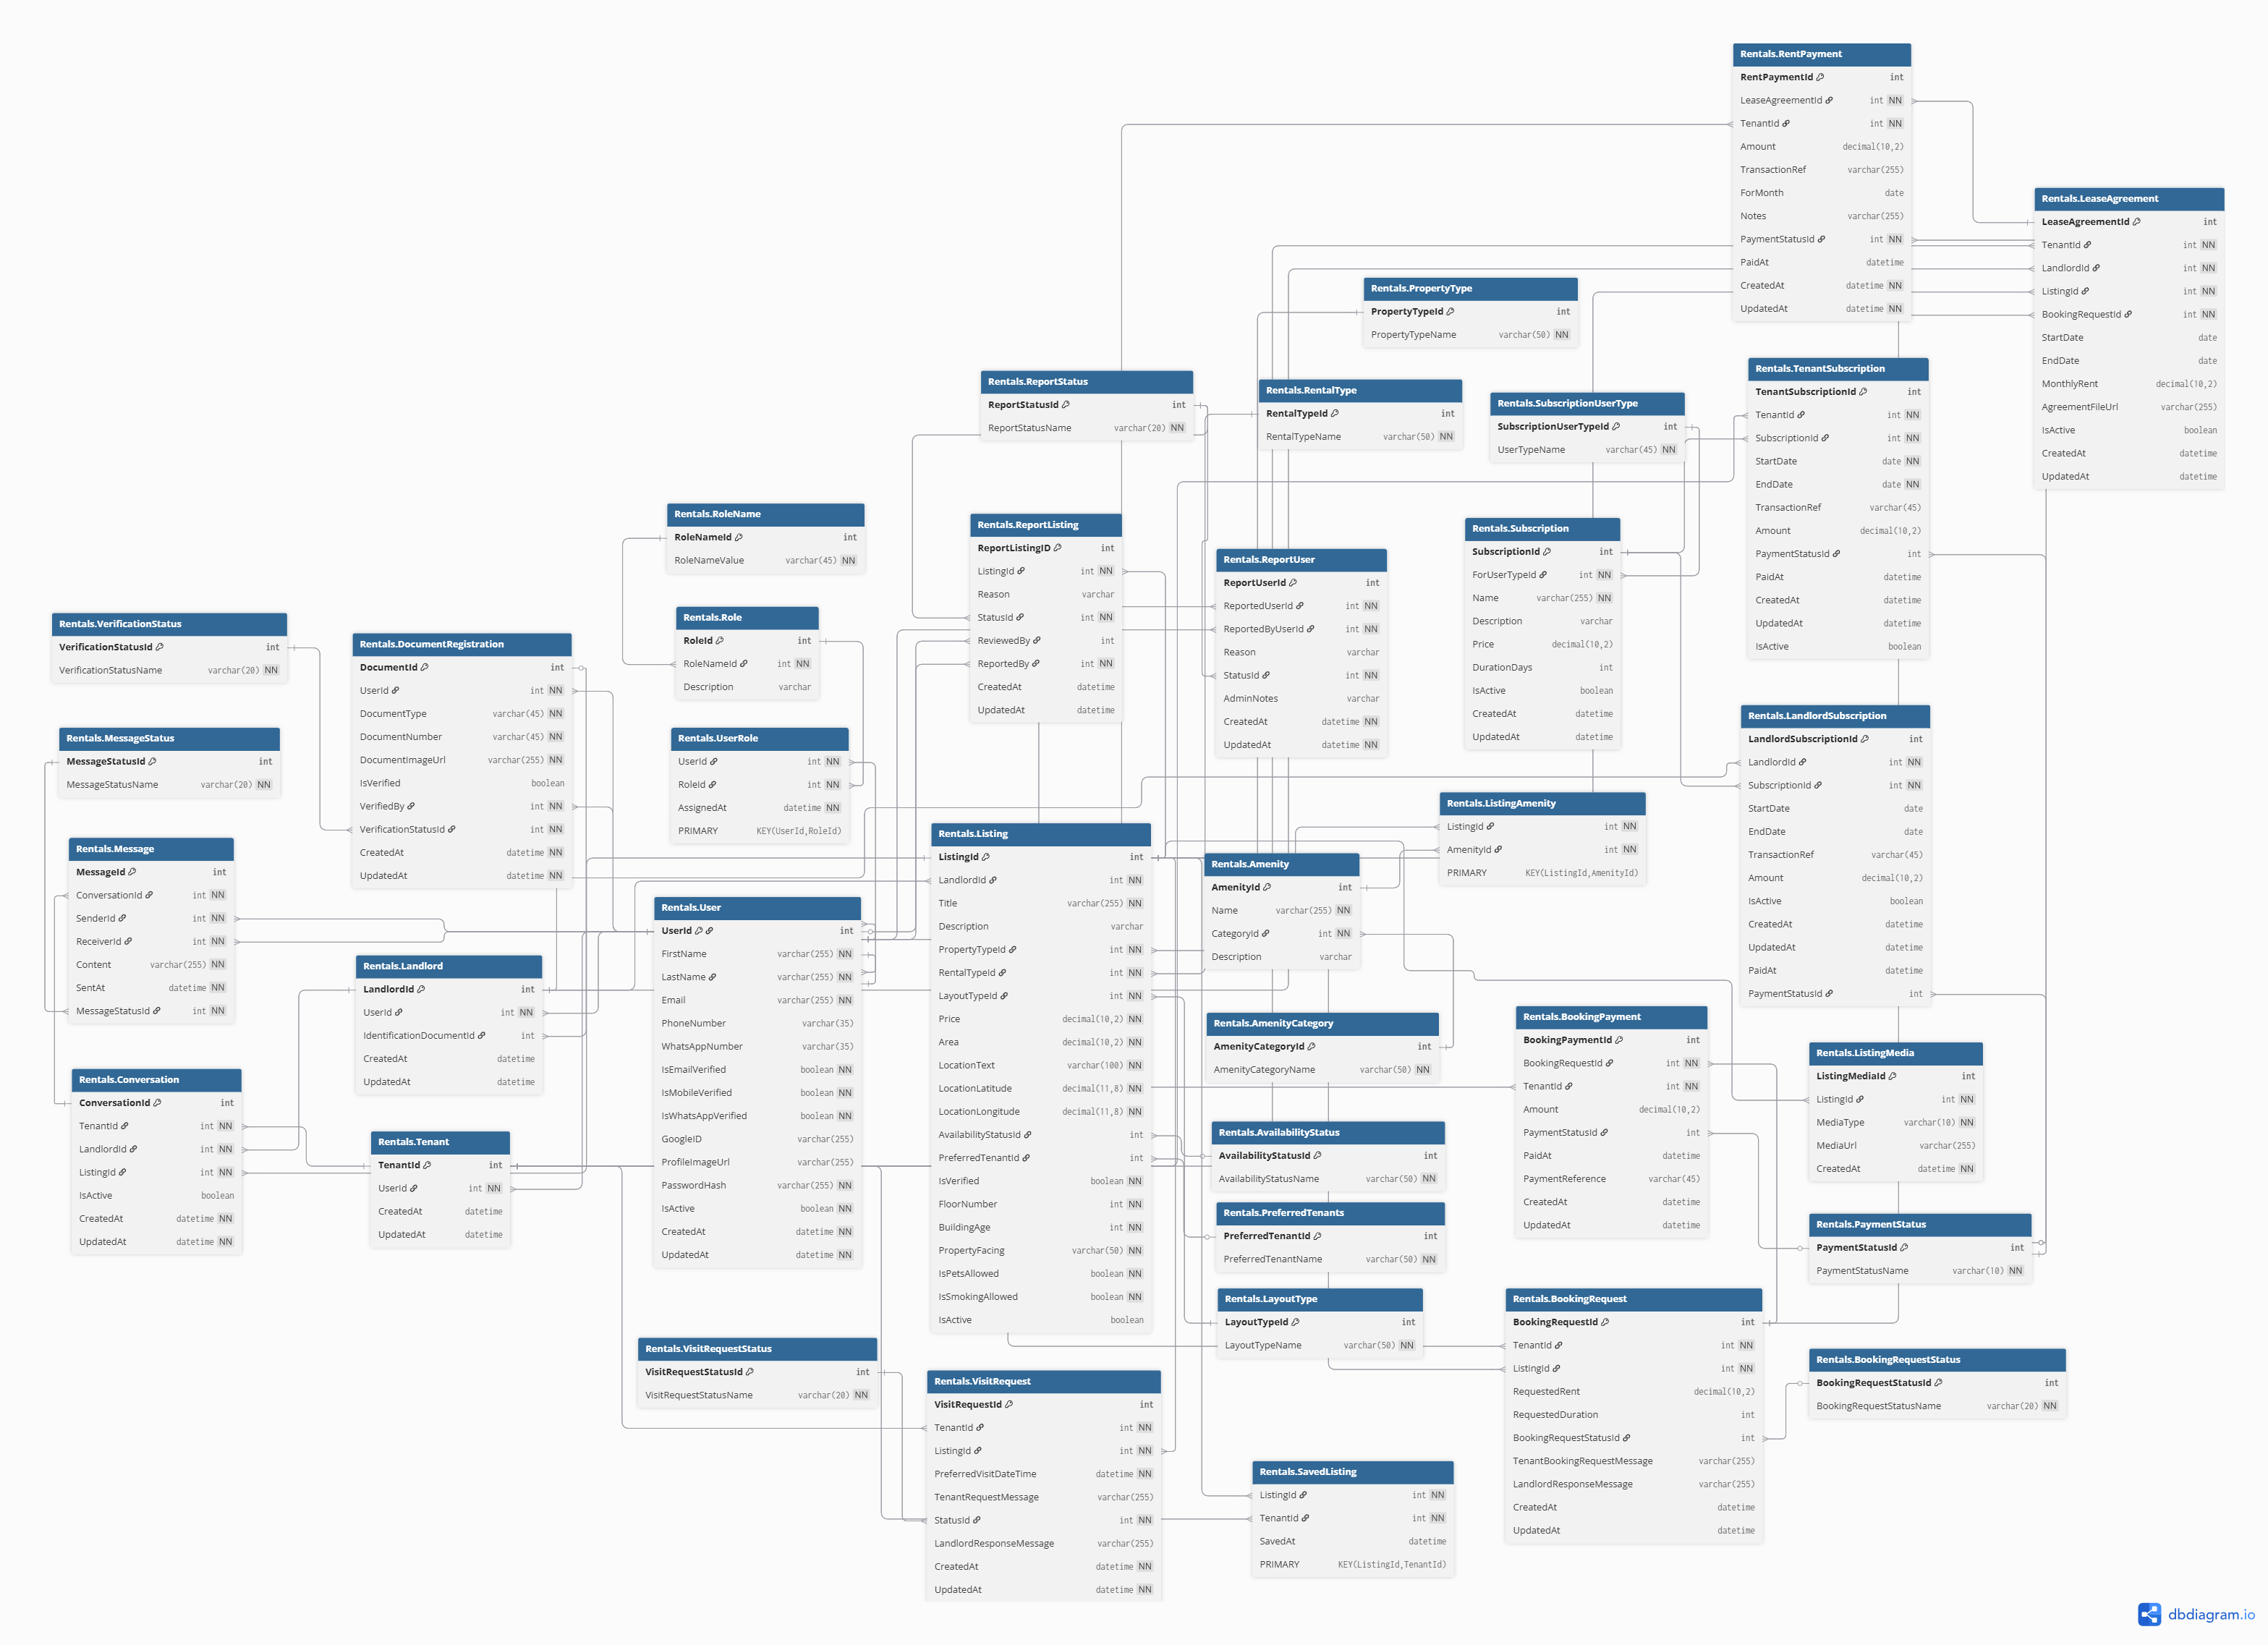 Rentals.RentPayment
RentPaymentId int
LeaseAgreementId int NN
TenantId int NN
Amount decimal(10,2)
TransactionRef varchar(255)
ForMonth date
Notes varchar(255)
PaymentStatusId int NN
PaidAt datetime
CreatedAt datetime NN
UpdatedAt datetime NN
Rentals.LeaseAgreement
LeaseAgreementId int
TenantId int NN
LandlordId int NN
ListingId int NN
BookingRequestId int NN
StartDate date
EndDate date
MonthlyRent decimal(10,2)
AgreementFileUrl varchar(255)
IsActive boolean
CreatedAt datetime
UpdatedAt datetime
Rentals.PropertyType
PropertyTypeId int
PropertyTypeName varchar(50) NN
Rentals.ReportStatus
ReportStatusId int
ReportStatusName varchar(20) NN
Rentals.RentalType
RentalTypeId int
RentalTypeName varchar(50) NN
Rentals.SubscriptionUserType
SubscriptionUserTypeId int
UserTypeName varchar(45) NN
Rentals.TenantSubscription
TenantSubscriptionId int
TenantId int NN
SubscriptionId int NN
StartDate date NN
EndDate date NN
TransactionRef varchar(45)
Amount decimal(10,2)
PaymentStatusId int
PaidAt datetime
CreatedAt datetime
UpdatedAt datetime
IsActive boolean
Rentals.RoleName
RoleNameId int
RoleNameValue varchar(45) NN
Rentals.ReportListing
ReportListingID int
ListingId int NN
Reason varchar
StatusId int NN
ReviewedBy int
ReportedBy int NN
CreatedAt datetime
UpdatedAt datetime
Rentals.ReportUser
ReportUserId int
ReportedUserId int NN
ReportedByUserId int NN
Reason varchar
StatusId int NN
AdminNotes varchar
CreatedAt datetime NN
UpdatedAt datetime NN
Rentals.Subscription
SubscriptionId int
ForUserTypeId int NN
Name varchar(255) NN
Description varchar
Price decimal(10,2)
DurationDays int
IsActive boolean
CreatedAt datetime
UpdatedAt datetime
Rentals.Role
RoleId int
RoleNameId int NN
Description varchar
Rentals.VerificationStatus
VerificationStatusId int
VerificationStatusName varchar(20) NN
Rentals.DocumentRegistration
DocumentId int
UserId int NN
DocumentType varchar(45) NN
DocumentNumber varchar(45) NN
DocumentImageUrl varchar(255) NN
IsVerified boolean
VerifiedBy int NN
VerificationStatusId int NN
CreatedAt datetime NN
UpdatedAt datetime NN
Rentals.UserRole
UserId int NN
RoleId int NN
AssignedAt datetime NN
PRIMARY KEY(UserId,RoleId)
Rentals.MessageStatus
MessageStatusId int
MessageStatusName varchar(20) NN
Rentals.LandlordSubscription
LandlordSubscriptionId int
LandlordId int NN
SubscriptionId int NN
StartDate date
EndDate date
TransactionRef varchar(45)
Amount decimal(10,2)
IsActive boolean
CreatedAt datetime
UpdatedAt datetime
PaidAt datetime
PaymentStatusId int
Rentals.ListingAmenity
ListingId int NN
AmenityId int NN
PRIMARY KEY(ListingId,AmenityId)
Rentals.Message
MessageId int
ConversationId int NN
SenderId int NN
ReceiverId int NN
Content varchar(255) NN
SentAt datetime NN
MessageStatusId int NN
Rentals.Listing
ListingId int
LandlordId int NN
Title varchar(255) NN
Description varchar
PropertyTypeId int NN
RentalTypeId int NN
LayoutTypeId int NN
Price decimal(10,2) NN
Area decimal(10,2) NN
LocationText varchar(100) NN
LocationLatitude decimal(11,8) NN
LocationLongitude decimal(11,8) NN
AvailabilityStatusId int
PreferredTenantId int
IsVerified boolean NN
FloorNumber int NN
BuildingAge int NN
PropertyFacing varchar(50) NN
IsPetsAllowed boolean NN
IsSmokingAllowed boolean NN
IsActive boolean
Rentals.Amenity
AmenityId int
Name varchar(255) NN
CategoryId int NN
Description varchar
Rentals.User
UserId int
FirstName varchar(255) NN
LastName varchar(255) NN
Email varchar(255) NN
PhoneNumber varchar(35)
WhatsAppNumber varchar(35)
IsEmailVerified boolean NN
IsMobileVerified boolean NN
IsWhatsAppVerified boolean NN
GoogleID varchar(255)
ProfileImageUrl varchar(255)
PasswordHash varchar(255) NN
IsActive boolean NN
CreatedAt datetime NN
UpdatedAt datetime NN
Rentals.Landlord
LandlordId int
UserId int NN
IdentificationDocumentId int
CreatedAt datetime
UpdatedAt datetime
Rentals.AmenityCategory
AmenityCategoryId int
AmenityCategoryName varchar(50) NN
Rentals.BookingPayment
BookingPaymentId int
BookingRequestId int NN
TenantId int NN
Amount decimal(10,2)
PaymentStatusId int
PaidAt datetime
PaymentReference varchar(45)
CreatedAt datetime
UpdatedAt datetime
Rentals.ListingMedia
ListingMediaId int
ListingId int NN
MediaType varchar(10) NN
MediaUrl varchar(255)
CreatedAt datetime NN
Rentals.Conversation
ConversationId int
TenantId int NN
LandlordId int NN
ListingId int NN
IsActive boolean
CreatedAt datetime NN
UpdatedAt datetime NN
Rentals.Tenant
TenantId int
UserId int NN
CreatedAt datetime
UpdatedAt datetime
Rentals.AvailabilityStatus
AvailabilityStatusId int
AvailabilityStatusName varchar(50) NN
Rentals.PreferredTenants
PreferredTenantId int
PreferredTenantName varchar(50) NN
Rentals.PaymentStatus
PaymentStatusId int
PaymentStatusName varchar(10) NN
Rentals.LayoutType
LayoutTypeId int
LayoutTypeName varchar(50) NN
Rentals.BookingRequest
BookingRequestId int
TenantId int NN
ListingId int NN
RequestedRent decimal(10,2)
RequestedDuration int
BookingRequestStatusId int
TenantBookingRequestMessage varchar(255)
LandlordResponseMessage varchar(255)
CreatedAt datetime
UpdatedAt datetime
Rentals.BookingRequestStatus
BookingRequestStatusId int
BookingRequestStatusName varchar(20) NN
Rentals.VisitRequestStatus
VisitRequestStatusId int
VisitRequestStatusName varchar(20) NN
Rentals.VisitRequest
VisitRequestId int
TenantId int NN
ListingId int NN
PreferredVisitDateTime datetime NN
TenantRequestMessage varchar(255)
StatusId int NN
LandlordResponseMessage varchar(255)
CreatedAt datetime NN
UpdatedAt datetime NN
Rentals.SavedListing
ListingId int NN
TenantId int NN
SavedAt datetime
PRIMARY KEY(ListingId,TenantId)
dbdiagram.io